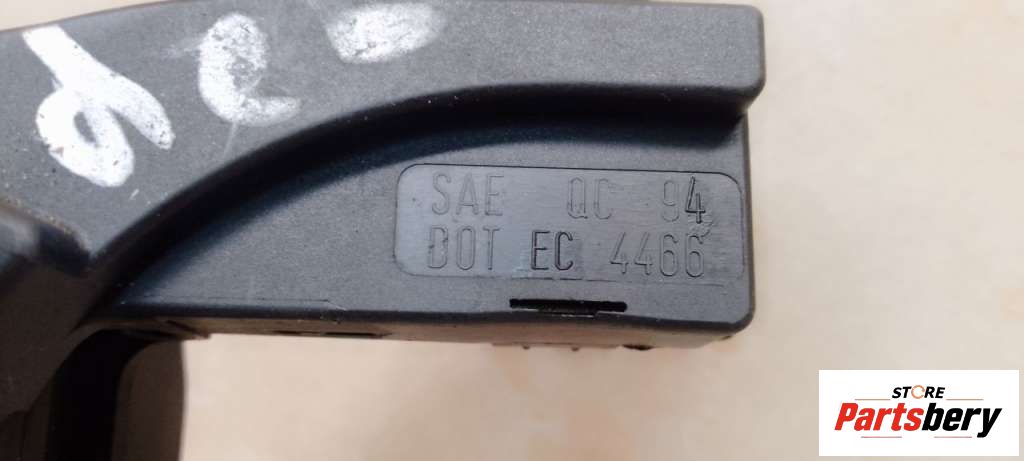 SAE QC 94
DOT EC 4466
STORE
Partsbery